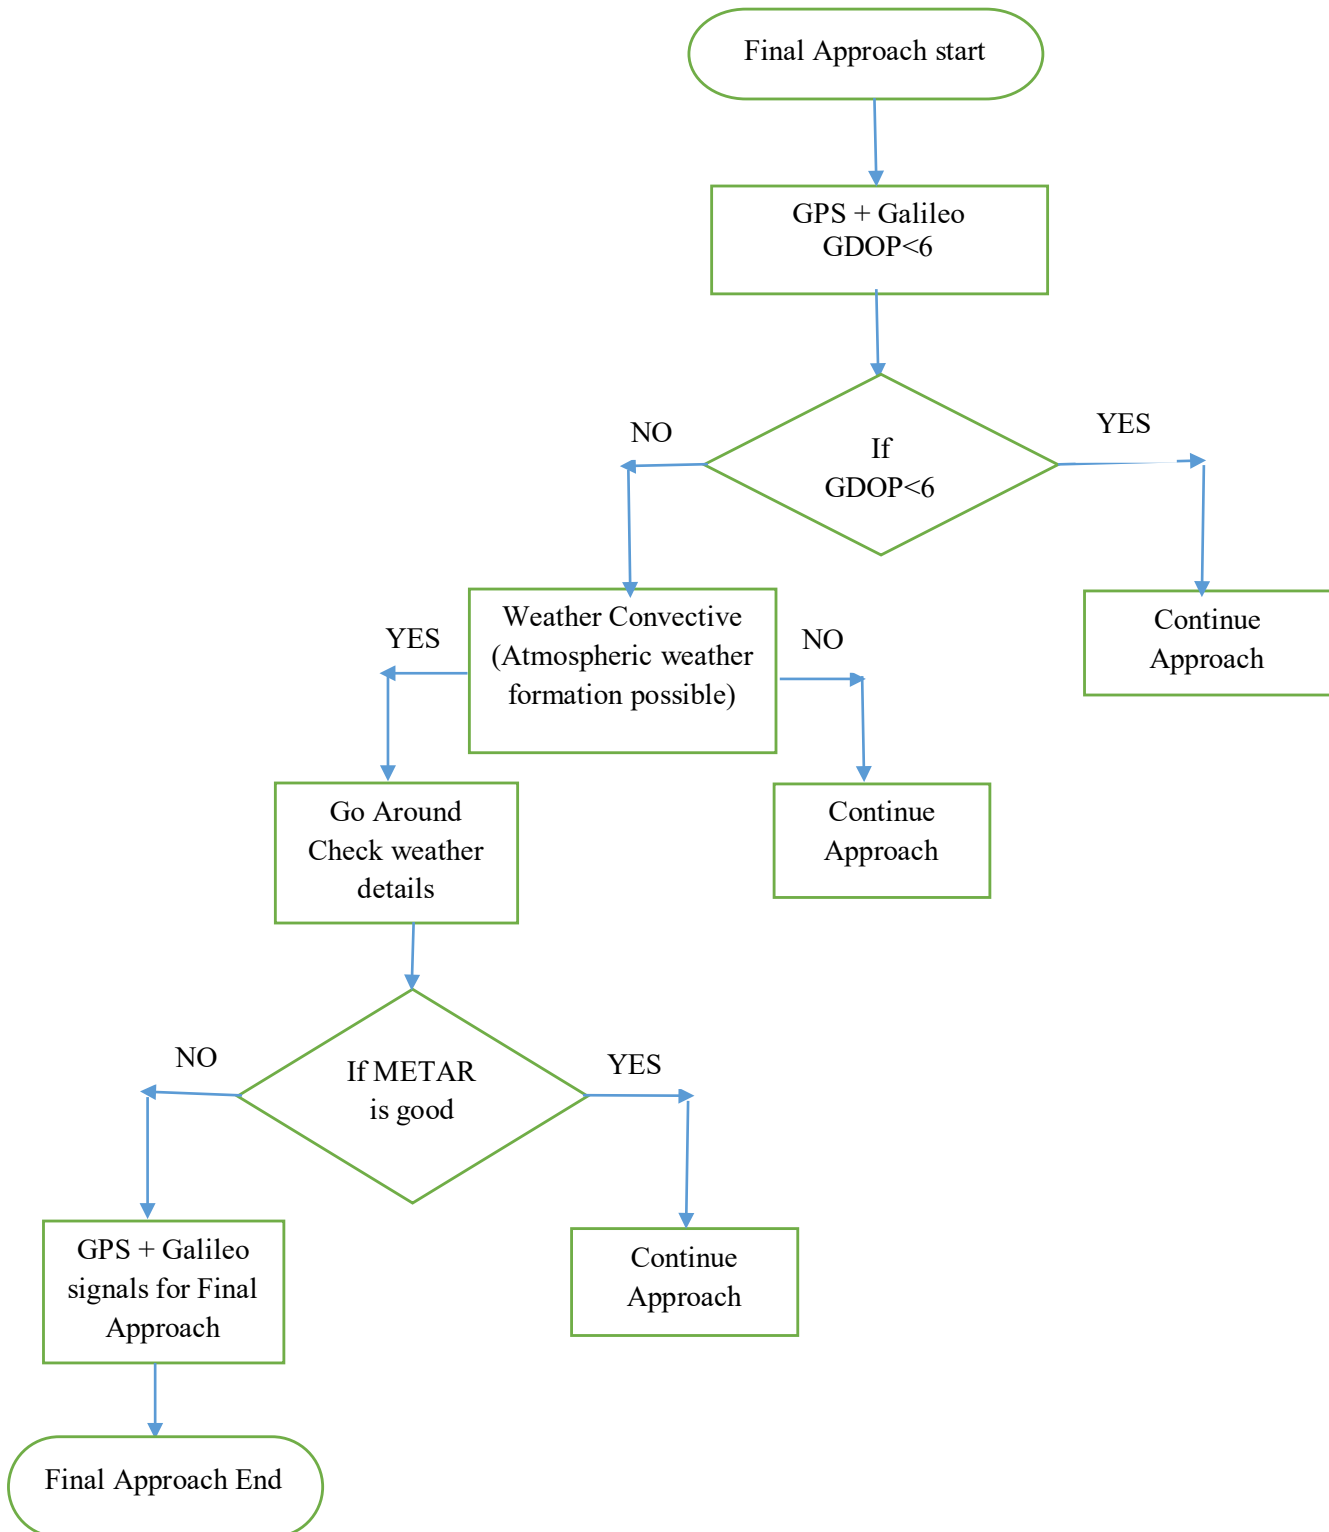 Final Approach start
GPS + Galileo
GDOP<6
NO
YES
If
GDOP<6
Weather Convective
(Atmospheric weather
formation possible)
YES
NO
Continue
Approach
Go Around
Check weather
details
Continue
Approach
NO
YES
If METAR
is good
GPS + Galileo
signals for Final
Approach
Continue
Approach
Final Approach End